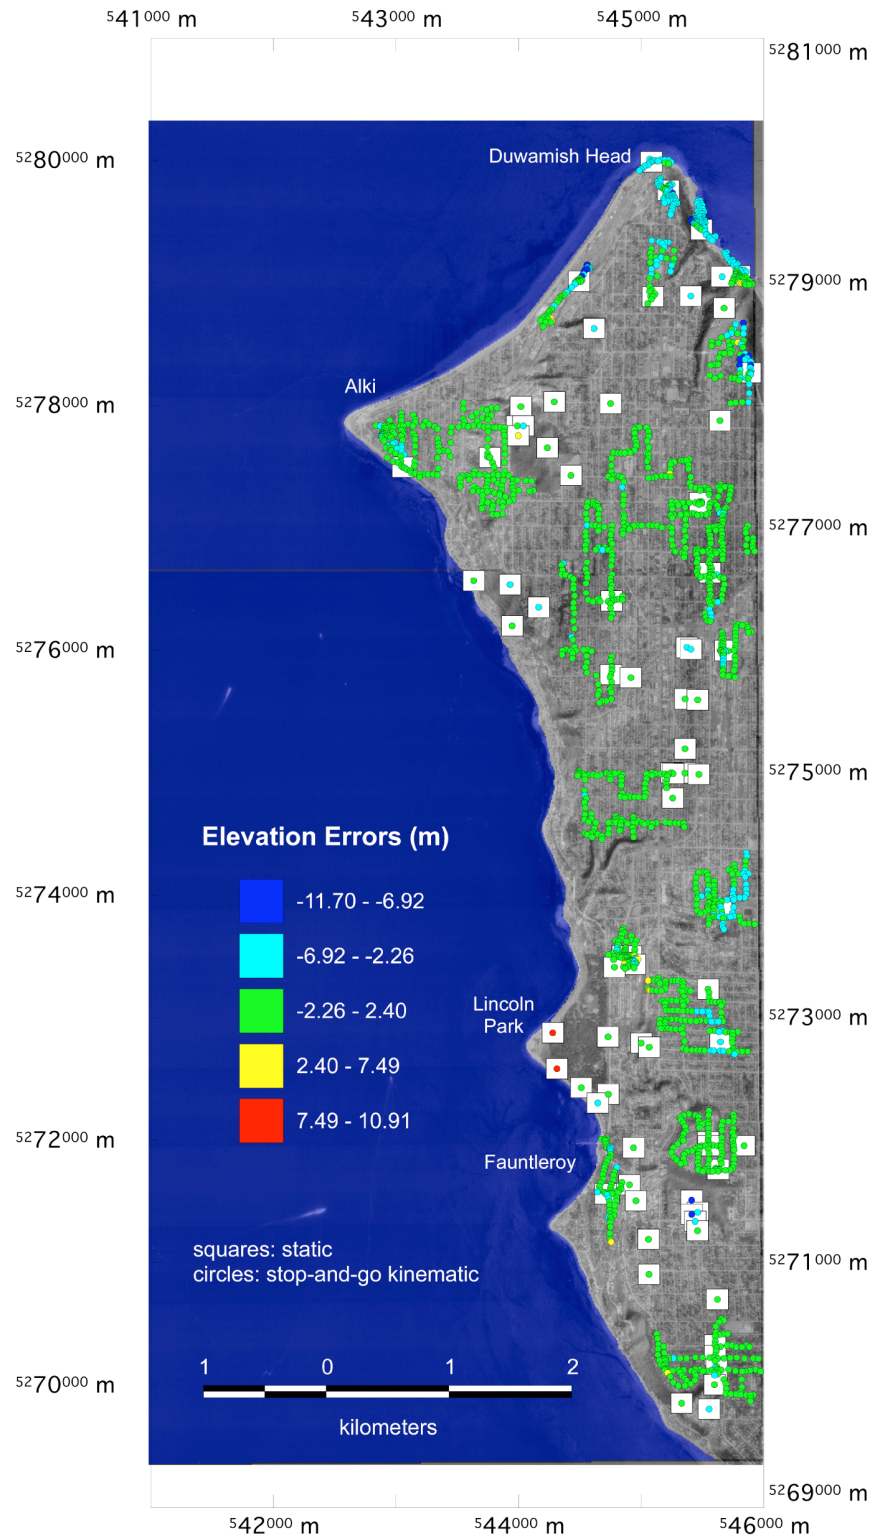 ⁵41⁰⁰⁰ m
⁵43⁰⁰⁰ m
⁵45⁰⁰⁰ m
⁵²81⁰⁰⁰ m
⁵²80⁰⁰⁰ m
Duwamish Head
⁵²79⁰⁰⁰ m
Alki
⁵²78⁰⁰⁰ m
⁵²77⁰⁰⁰ m
⁵²76⁰⁰⁰ m
⁵²75⁰⁰⁰ m
Elevation Errors (m)
⁵²74⁰⁰⁰ m
-11.70 - -6.92
-6.92 - -2.26
-2.26 - 2.40
2.40 - 7.49
7.49 - 10.91
Lincoln
Park
⁵²73⁰⁰⁰ m
⁵²72⁰⁰⁰ m
Fauntleroy
squares: static
circles: stop-and-go kinematic
⁵²71⁰⁰⁰ m
1 0 1 2
kilometers
⁵²70⁰⁰⁰ m
⁵²69⁰⁰⁰ m
⁵42⁰⁰⁰ m
⁵44⁰⁰⁰ m
⁵46⁰⁰⁰ m